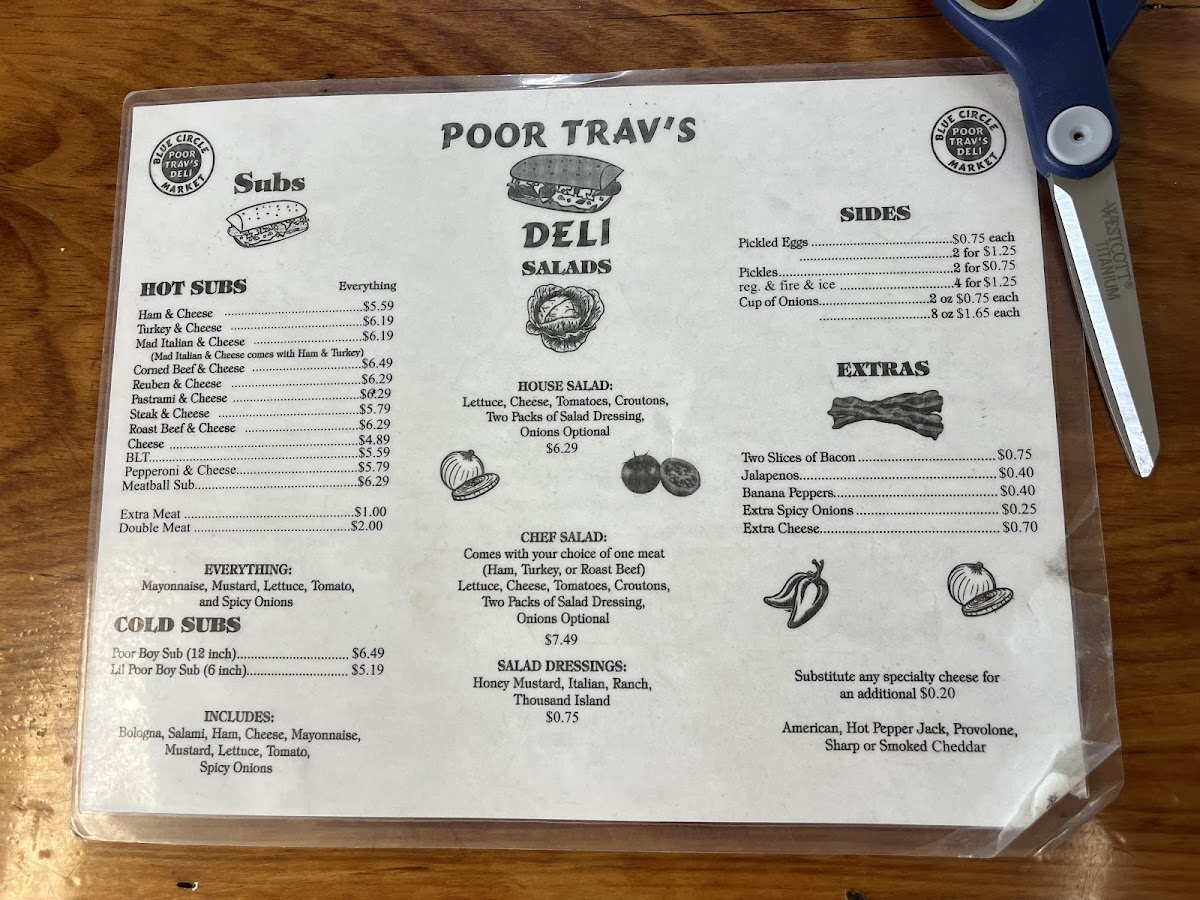 BLUE CIRCLE
POOR
TRAV'S
DELI
MARKET
POOR TRAV'S
DELI
BLUE CIRCLE
POOR
TRAV'S
DELI
MARKET
Subs
HOT SUBS Everything
Ham & Cheese $5.59
Turkey & Cheese $6.19
Mad Italian & Cheese $6.19
(Mad Italian & Cheese comes with Ham & Turkey)
Corned Beef & Cheese $6.49
Reuben & Cheese $6.29
Pastrami & Cheese $6.29
Steak & Cheese $5.79
Roast Beef & Cheese $6.29
Cheese $4.89
BLT $5.59
Pepperoni & Cheese $5.79
Meatball Sub $6.29
Extra Meat $1.00
Double Meat $2.00
EVERYTHING:
Mayonnaise, Mustard, Lettuce, Tomato,
and Spicy Onions
COLD SUBS
Poor Boy Sub (12 inch) $6.49
Lil Poor Boy Sub (6 inch) $5.19
INCLUDES:
Bologna, Salami, Ham, Cheese, Mayonnaise,
Mustard, Lettuce, Tomato,
Spicy Onions
SALADS
HOUSE SALAD:
Lettuce, Cheese, Tomatoes, Croutons,
Two Packs of Salad Dressing,
Onions Optional
$6.29
CHEF SALAD:
Comes with your choice of one meat
(Ham, Turkey, or Roast Beef)
Lettuce, Cheese, Tomatoes, Croutons,
Two Packs of Salad Dressing,
Onions Optional
$7.49
SALAD DRESSINGS:
Honey Mustard, Italian, Ranch,
Thousand Island
$0.75
SIDES
Pickled Eggs $0.75 each
2 for $1.25
Pickles 2 for $0.75
reg. & fire & ice 4 for $1.25
Cup of Onions 2 oz $0.75 each
8 oz $1.65 each
EXTRAS
Two Slices of Bacon $0.75
Jalapenos $0.40
Banana Peppers $0.40
Extra Spicy Onions $0.25
Extra Cheese $0.70
Substitute any specialty cheese for
an additional $0.20
American, Hot Pepper Jack, Provolone,
Sharp or Smoked Cheddar
WESTCOTT®
TITANIUM